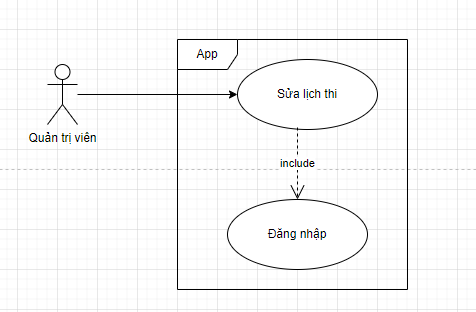 App
Sửa lịch thi
Quản trị viên
include
Đăng nhập